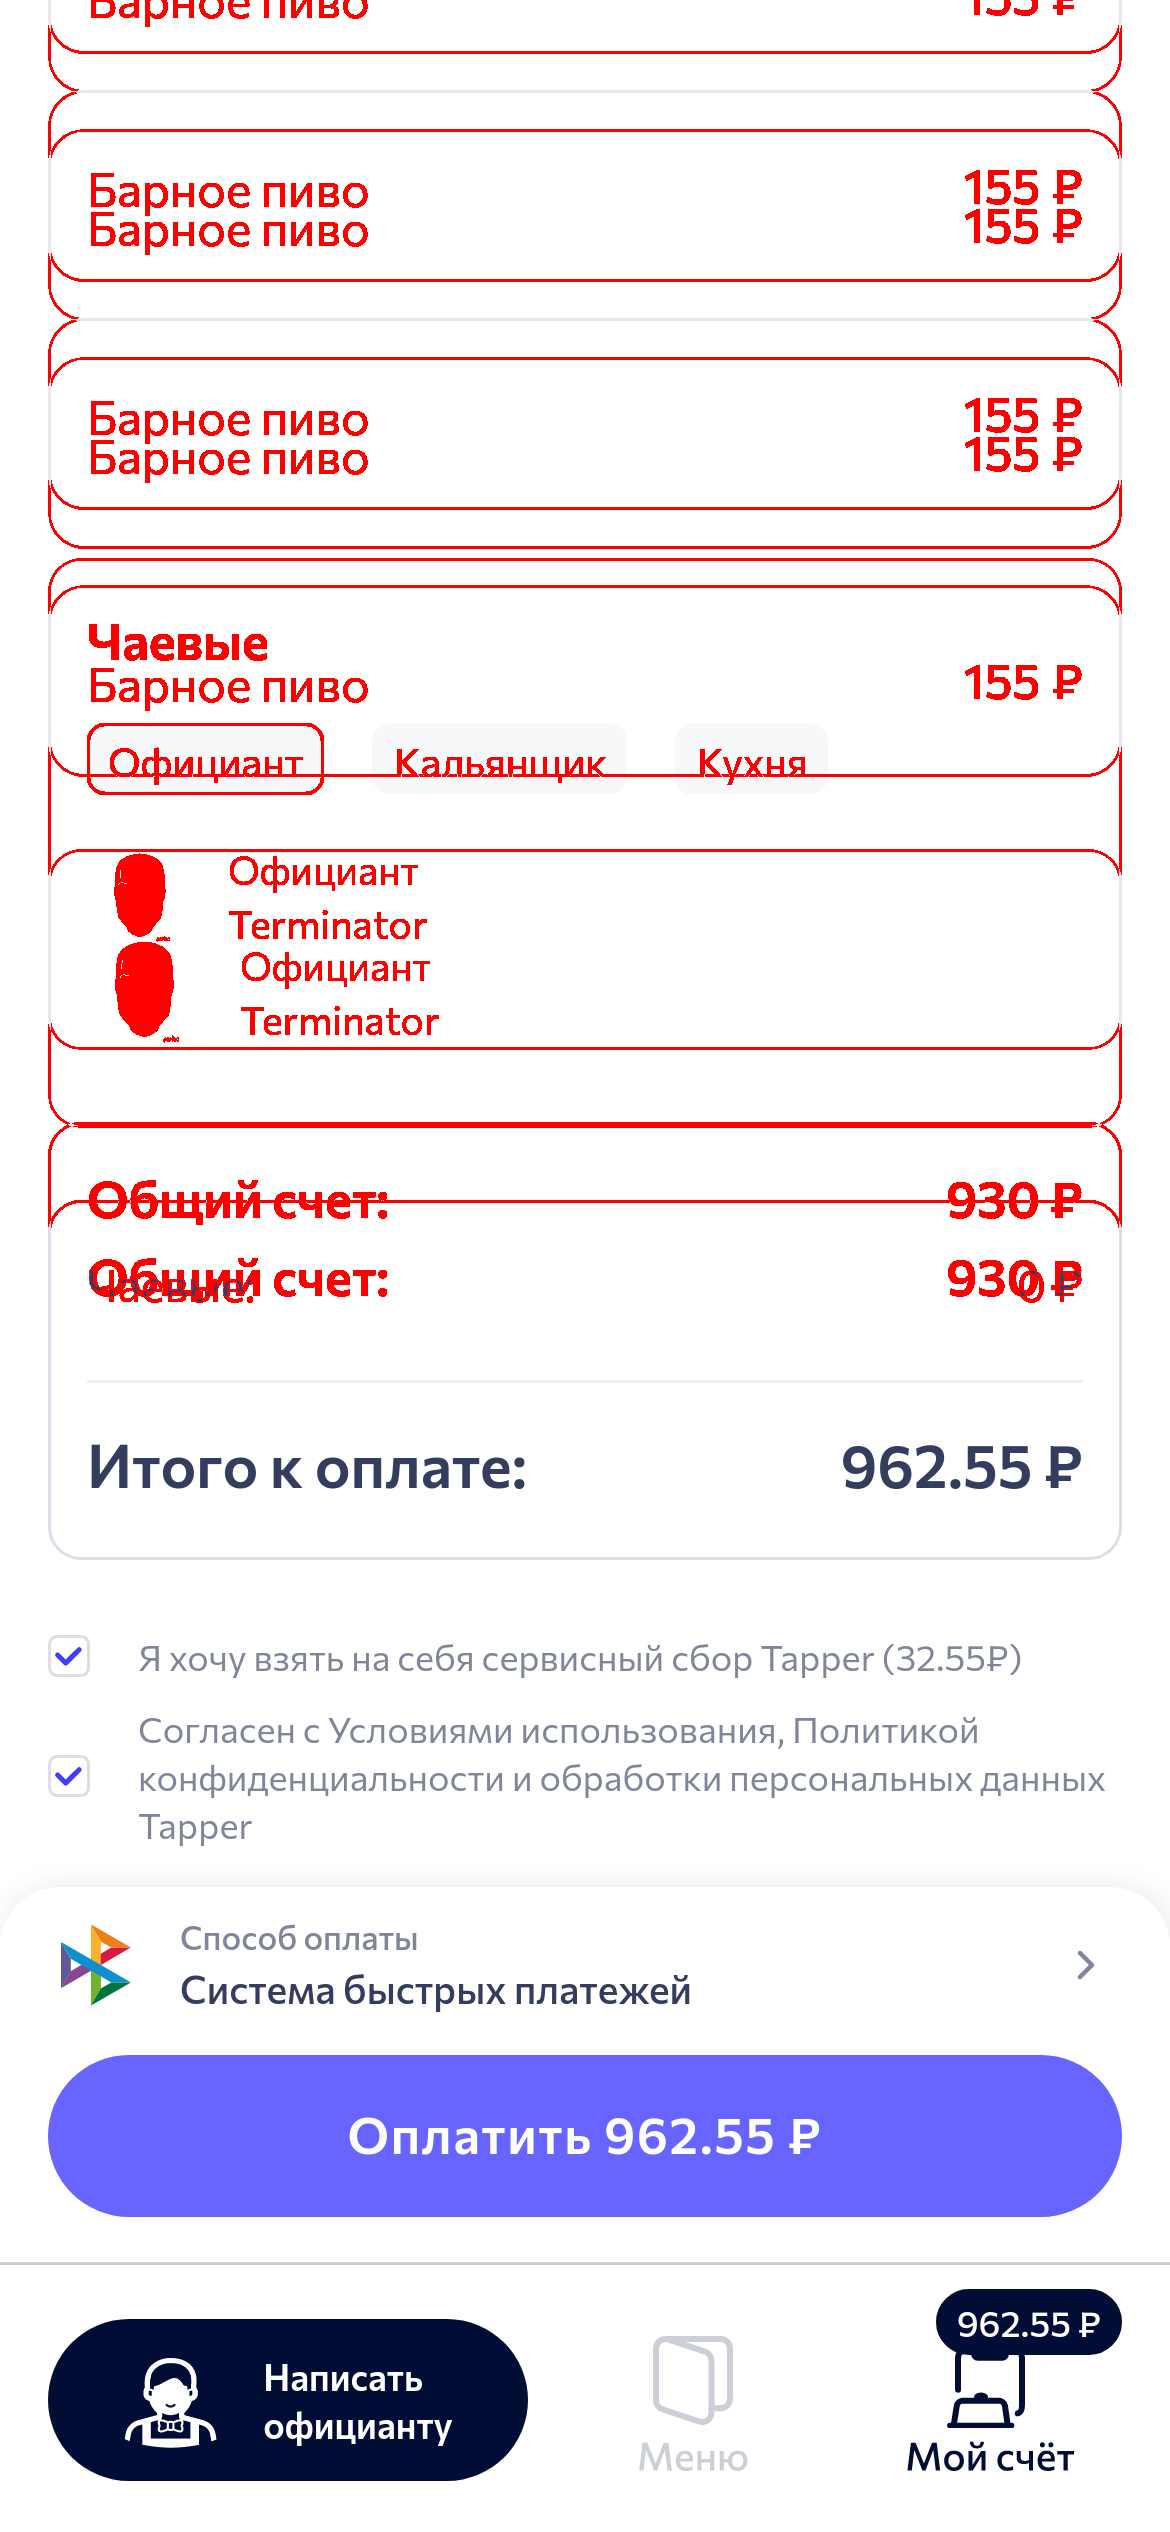 Барное пиво 155 ₽
Барное пиво 155 ₽
Барное пиво 155 ₽
Барное пиво 155 ₽
Барное пиво 155 ₽
Чаевые
Барное пиво 155 ₽
Официант Кальянщик Кухня
Официант
Terminator
Официант
Terminator
Общий счет: 930 ₽
Общий счет: 930 ₽
Чаевые: 0 ₽
Итого к оплате: 962.55 ₽
Я хочу взять на себя сервисный сбор Tapper (32.55₽)
Согласен с Условиями использования, Политикой
конфиденциальности и обработки персональных данных
Tapper
Способ оплаты
Система быстрых платежей
Оплатить 962.55 ₽
962.55 ₽
Написать
официанту
Меню
Мой счёт